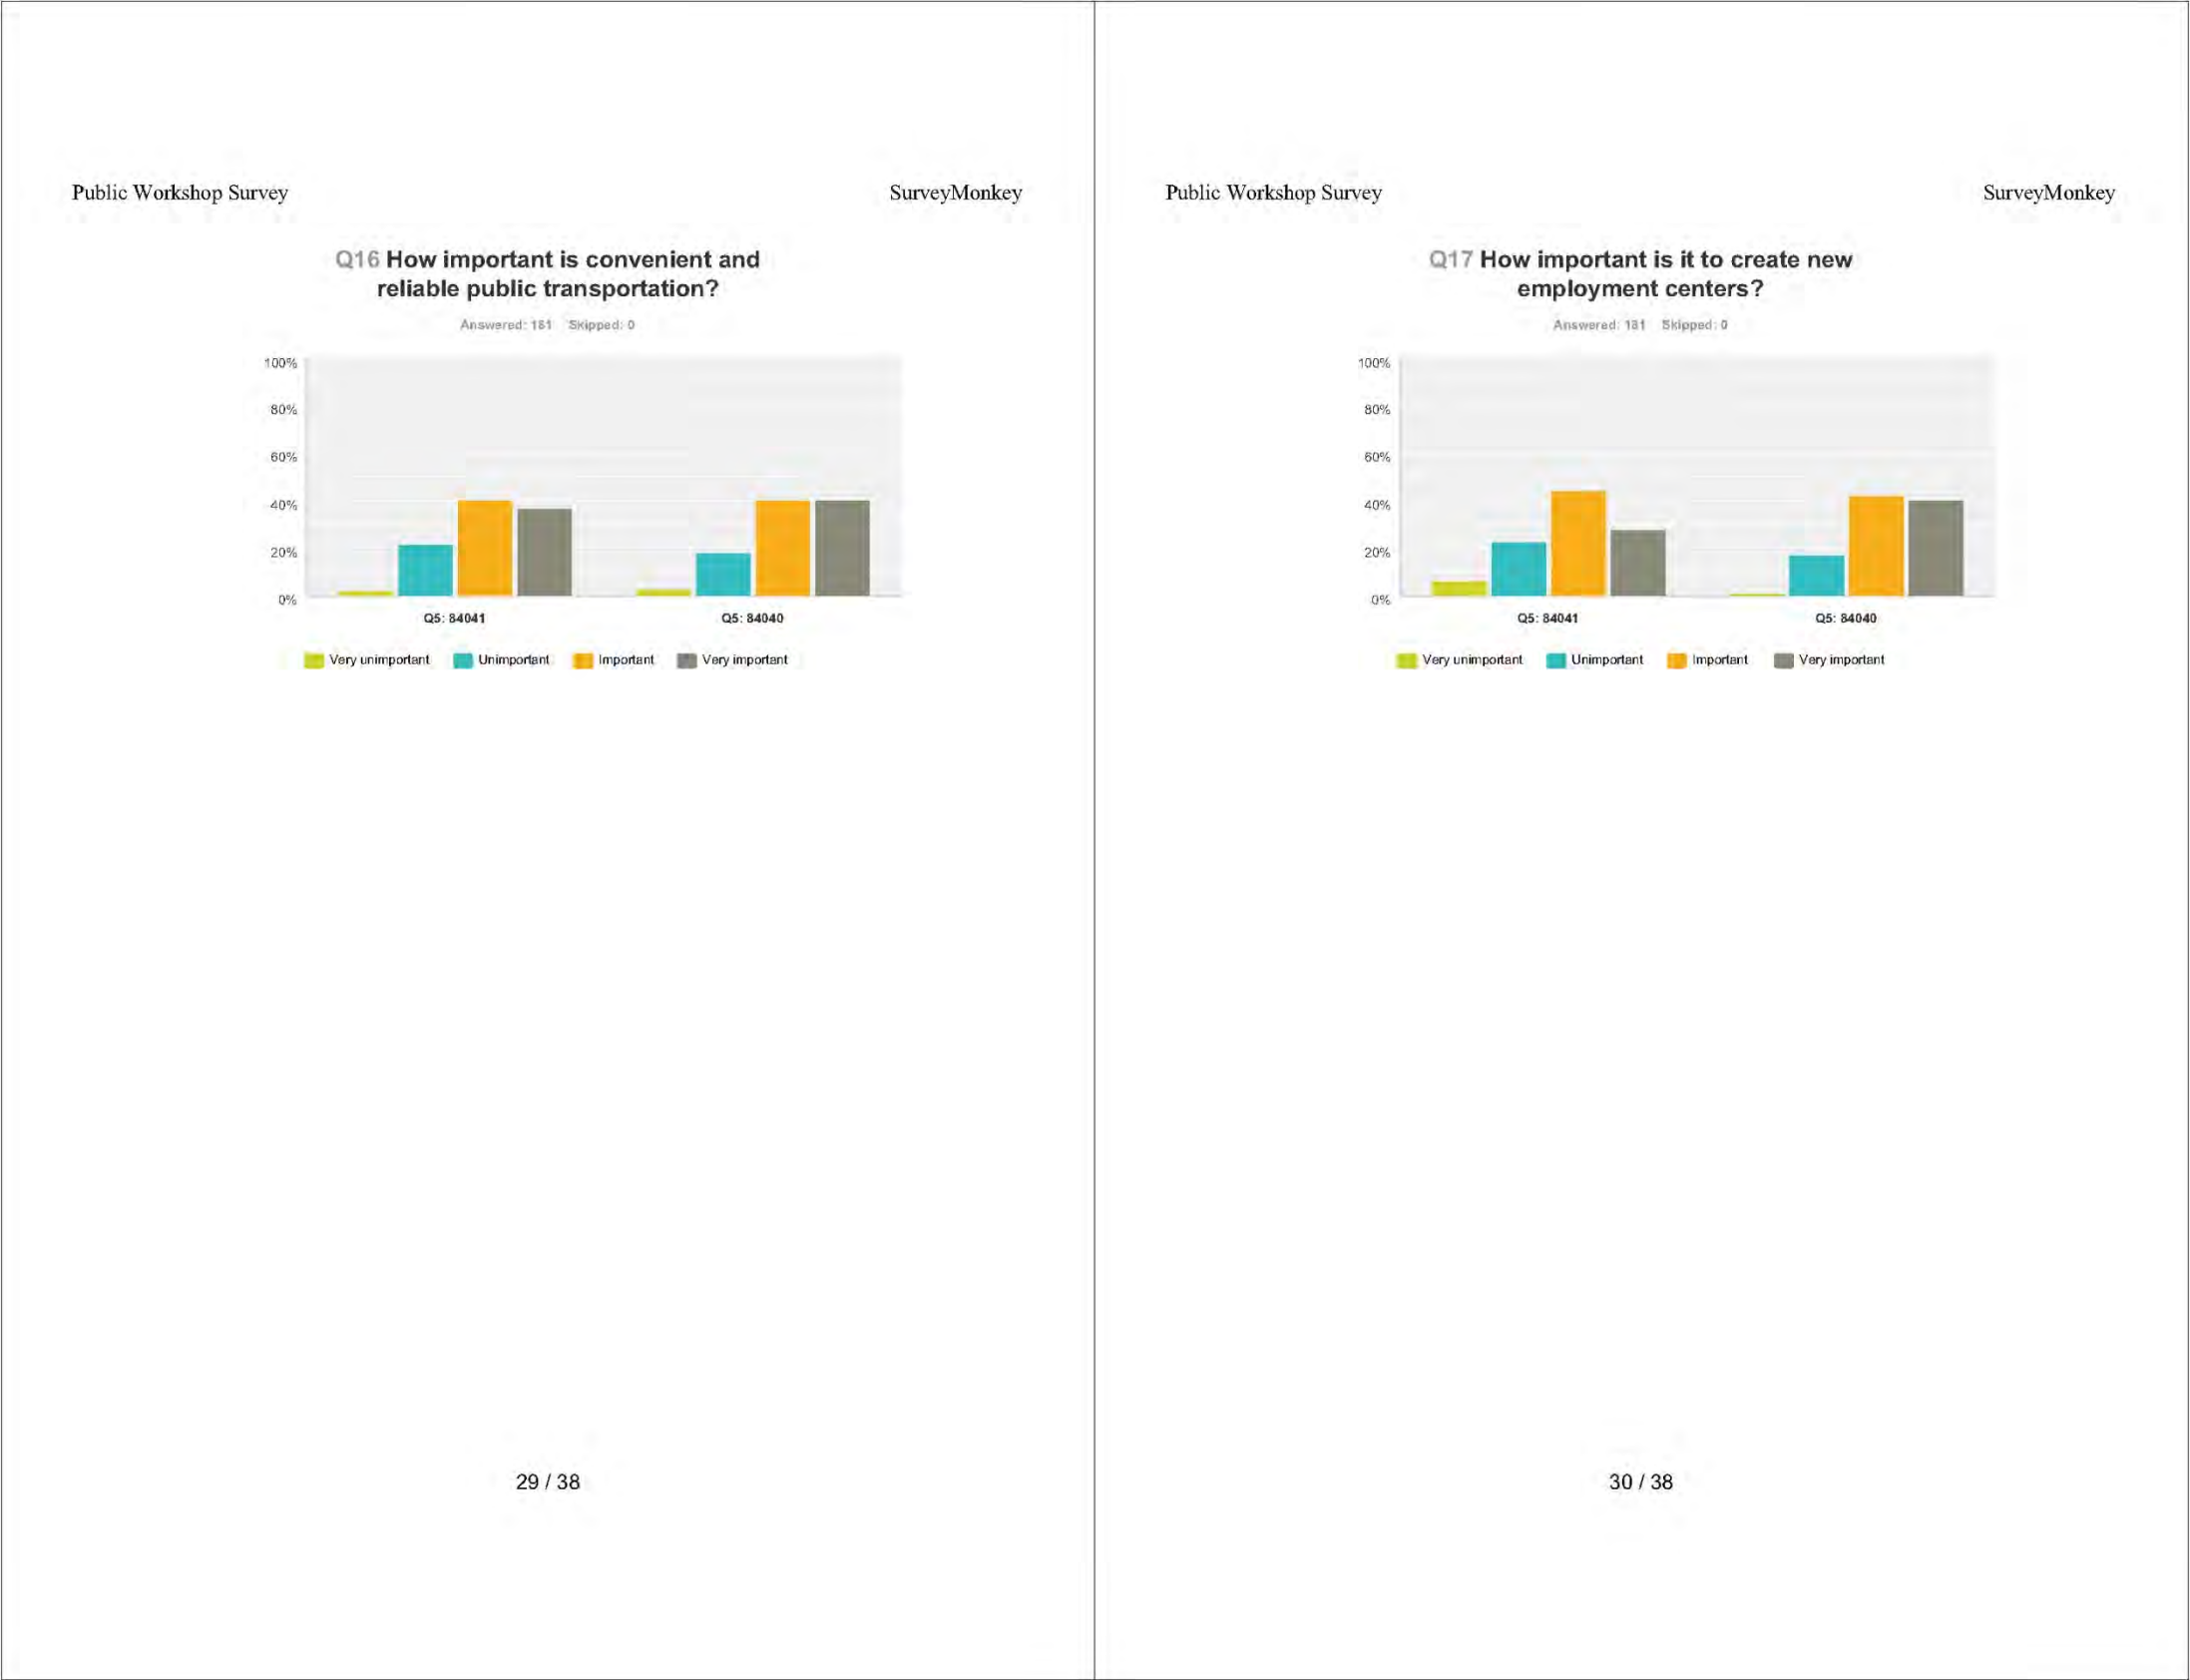 Public Workshop Survey SurveyMonkey
Q16 How important is convenient and
reliable public transportation?
Answered: 181 Skipped: 0
100%
80%
60%
40%
20%
0%
Q5: 84041 Q5: 84040
Very unimportant Unimportant Important Very important
29 / 38
Public Workshop Survey SurveyMonkey
Q17 How important is it to create new
employment centers?
Answered: 181 Skipped: 0
100%
80%
60%
40%
20%
0%
Q5: 84041 Q5: 84040
Very unimportant Unimportant Important Very important
30 / 38